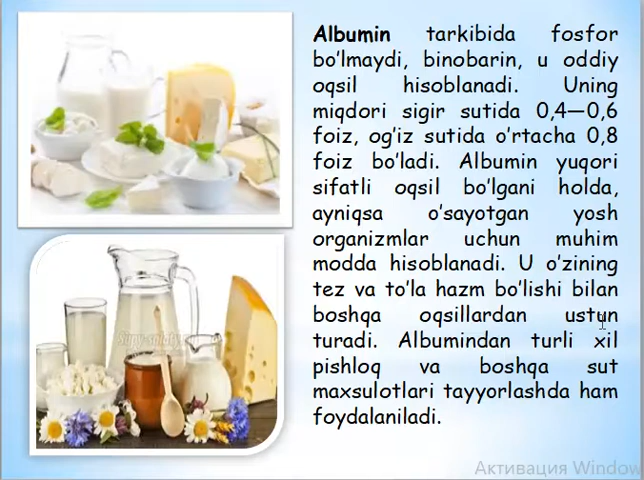 Albumin tarkibida fosfor
bo'lmaydi, binobarin, u oddiy
oqsil hisoblanadi. Uning
miqdori sigir sutida 0,4—0,6
foiz, og'iz sutida o'rtacha 0,8
foiz bo'ladi. Albumin yuqori
sifatli oqsil bo'lgani holda,
ayniqsa o'sayotgan yosh
organizmlar uchun muhim
modda hisoblanadi. U o'zining
tez va to'la hazm bo'lishi bilan
boshqa oqsillardan ustun
turadi. Albumindan turli xil
pishloq va boshqa sut
maxsulotlari tayyorlashda ham
foydalaniladi.
Активация Window